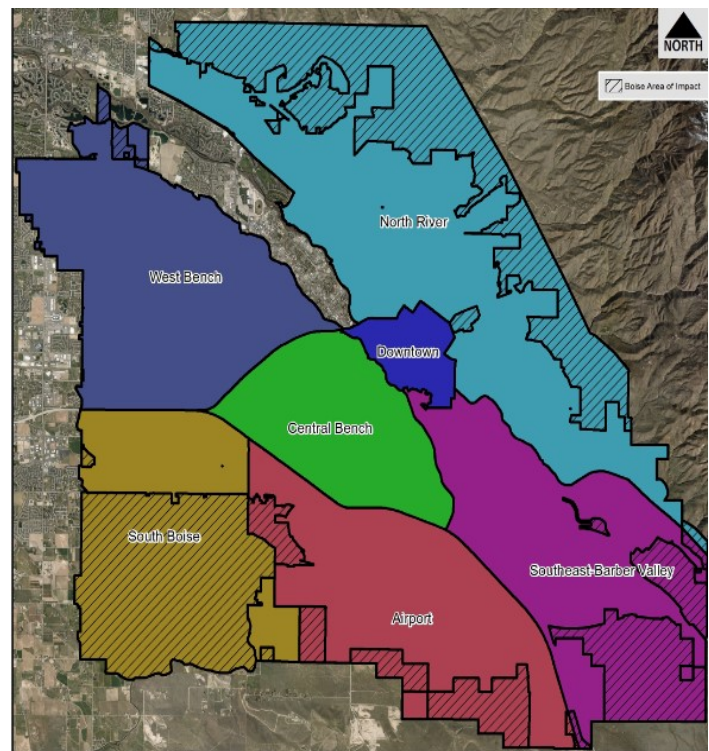 NORTH
Boise Area of Impact
North River
West Bench
Downtown
Central Bench
South Boise
Southeast-Barber Valley
Airport